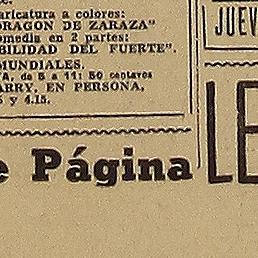 aricatura a colores:
DRAGON DE ZARAZA"
omedia en 2 partes:
BILIDAD DEL FUERTE".
MUNDIALES.
A, de 5 a 11: 50 centavos
ARRY, EN PERSONA,
5 y 4.15.
JUEV
e Página
LE